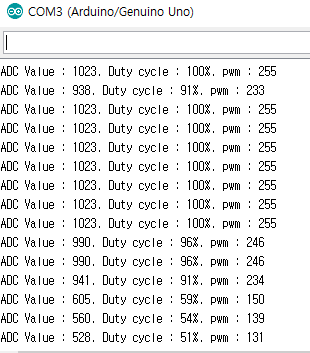 COM3 (Arduino/Genuino Uno)
ADC Value : 1023. Duty cycle : 100%. pwm : 255
ADC Value : 938. Duty cycle : 91%. pwm : 233
ADC Value : 1023. Duty cycle : 100%. pwm : 255
ADC Value : 1023. Duty cycle : 100%. pwm : 255
ADC Value : 1023. Duty cycle : 100%. pwm : 255
ADC Value : 1023. Duty cycle : 100%. pwm : 255
ADC Value : 1023. Duty cycle : 100%. pwm : 255
ADC Value : 1023. Duty cycle : 100%. pwm : 255
ADC Value : 1023. Duty cycle : 100%. pwm : 255
ADC Value : 990. Duty cycle : 96%. pwm : 246
ADC Value : 990. Duty cycle : 96%. pwm : 246
ADC Value : 941. Duty cycle : 91%. pwm : 234
ADC Value : 605. Duty cycle : 59%. pwm : 150
ADC Value : 560. Duty cycle : 54%. pwm : 139
ADC Value : 528. Duty cycle : 51%. pwm : 131